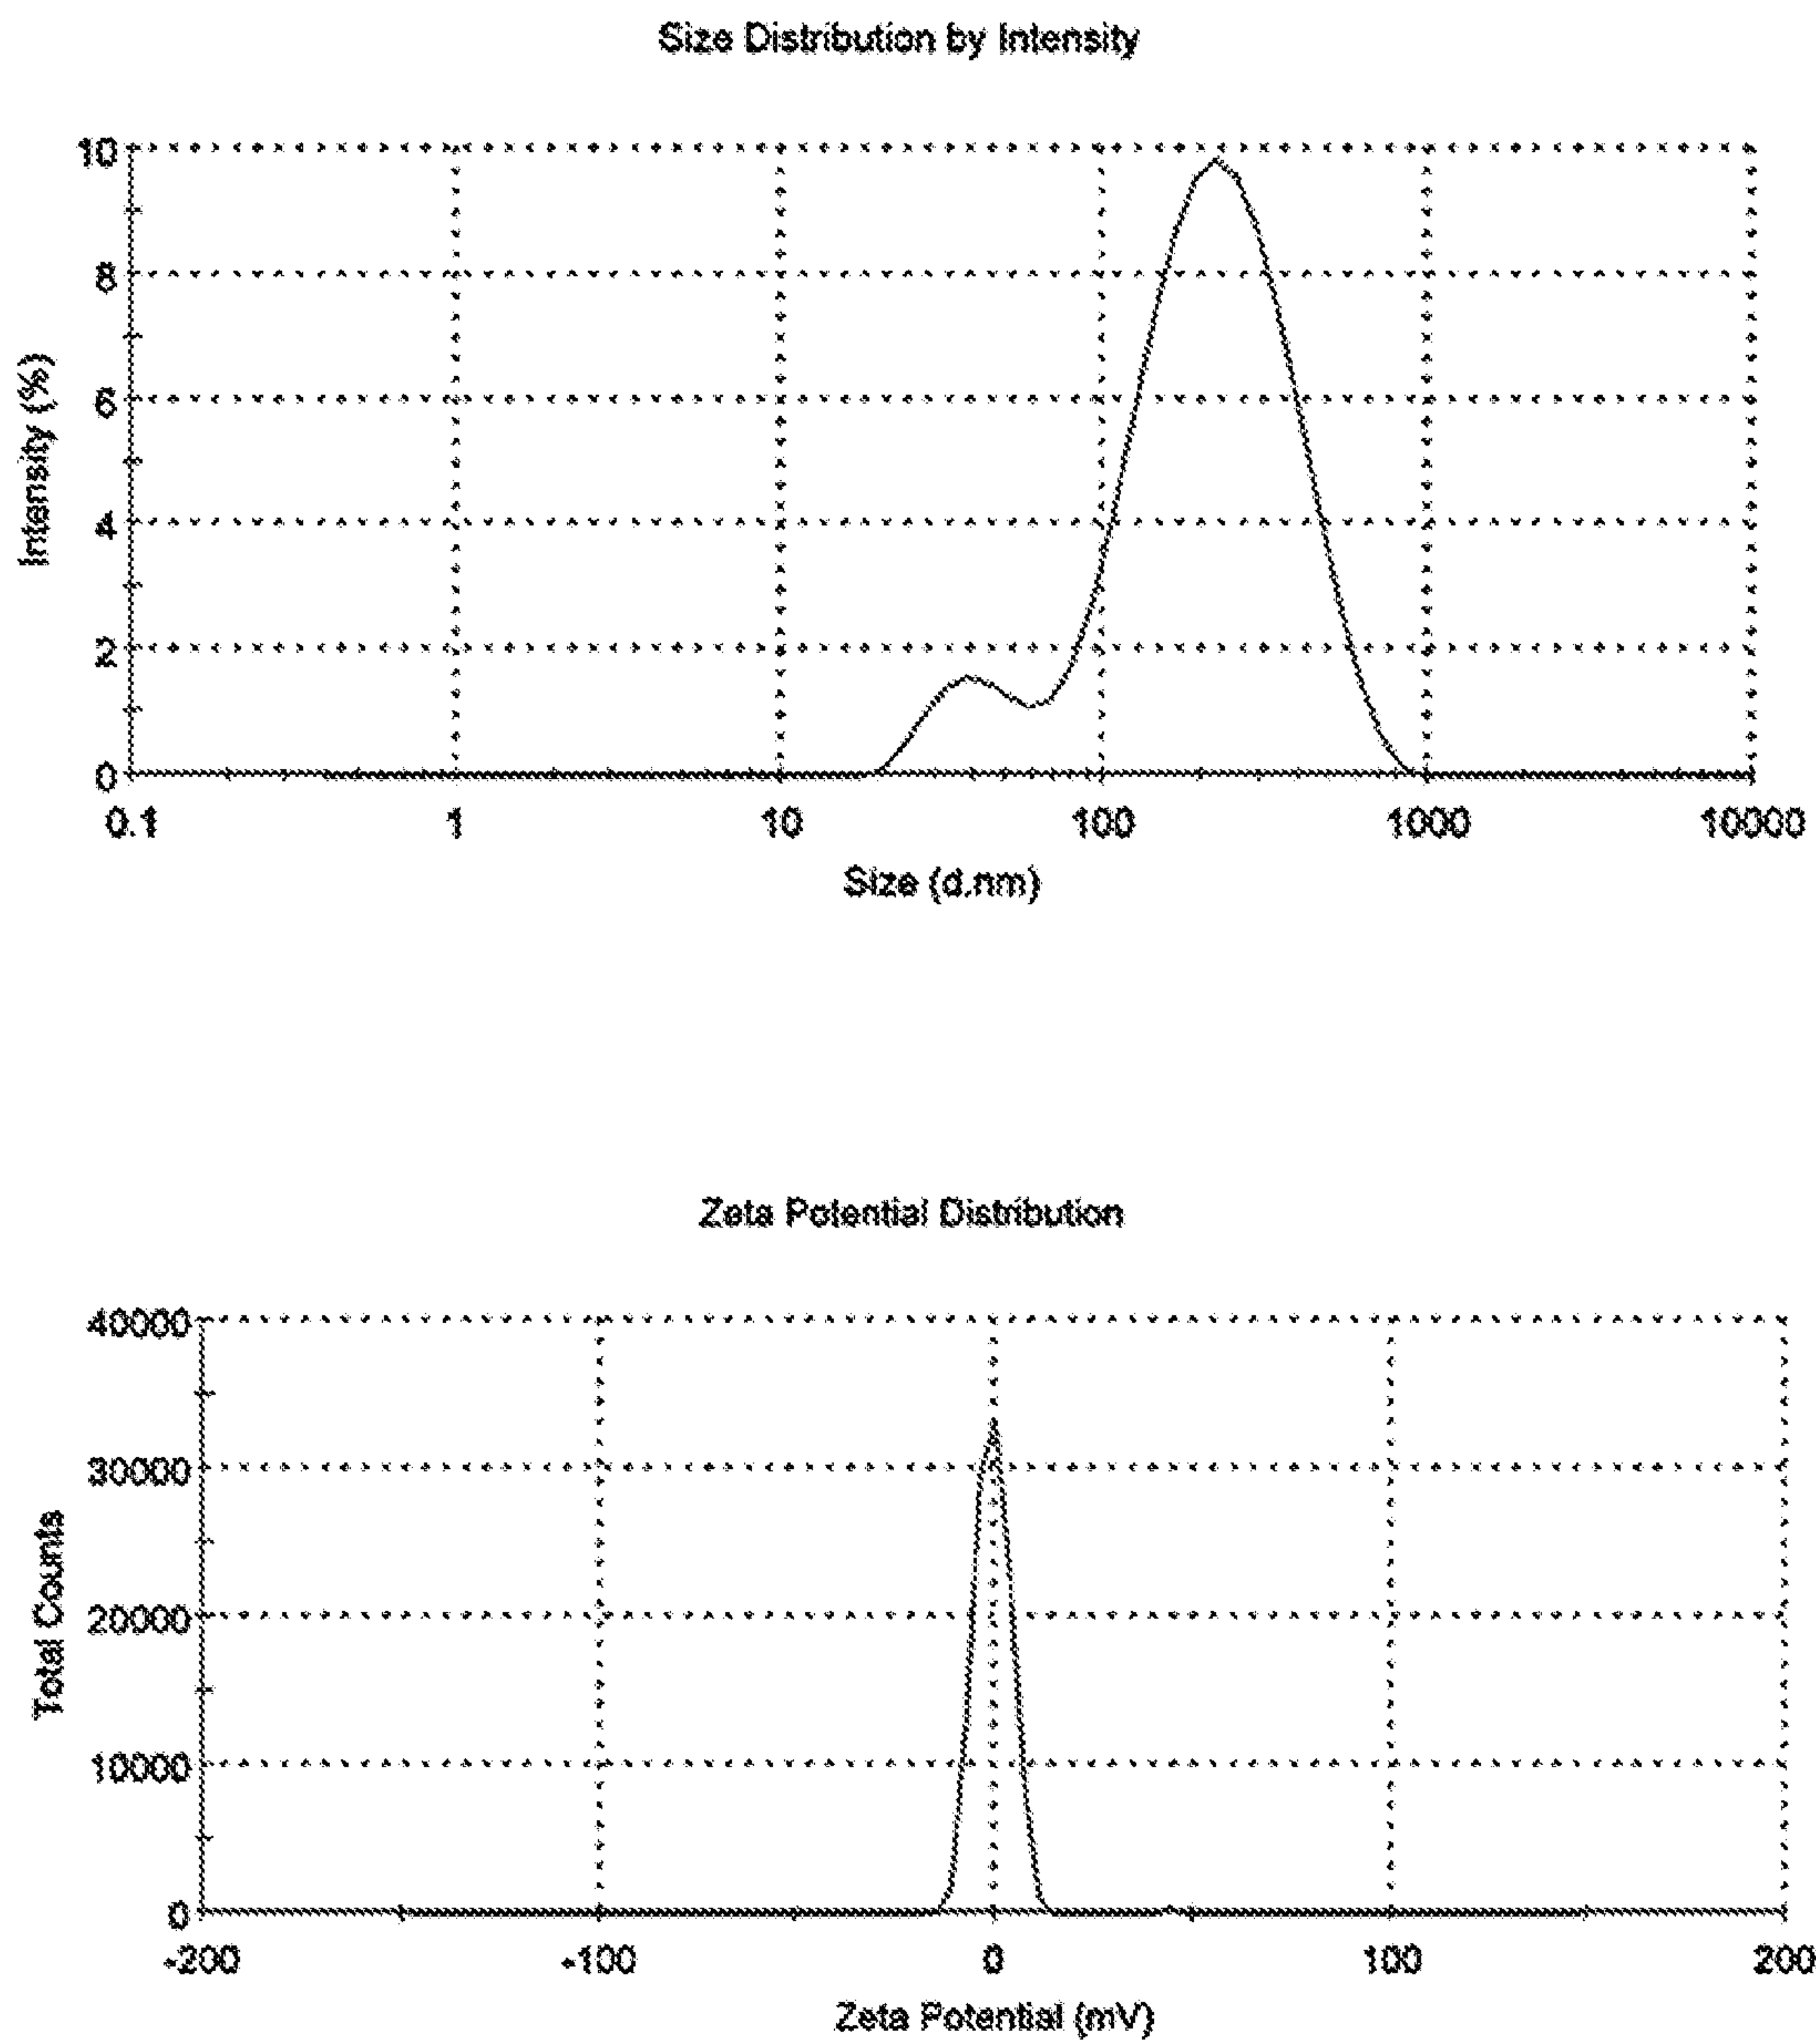 Size Distribution by Intensity
10
8
6
4
2
0
Intensity (%)
0.1 1 10 100 1000 10000
Size (d.nm)
Zeta Potential Distribution
40000
30000
20000
10000
0
Total Counts
-200 -100 0 100 200
Zeta Potential (mV)